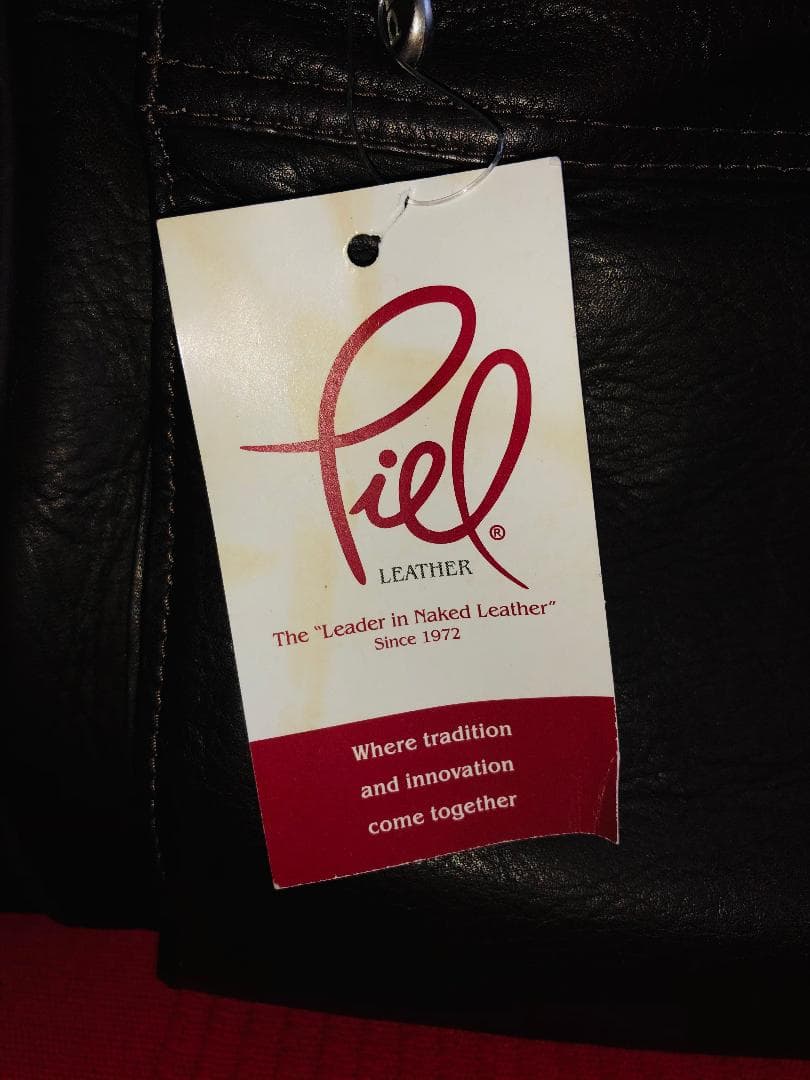 Piel®
LEATHER
The "Leader in Naked Leather"
Since 1972
Where tradition
and innovation
come together